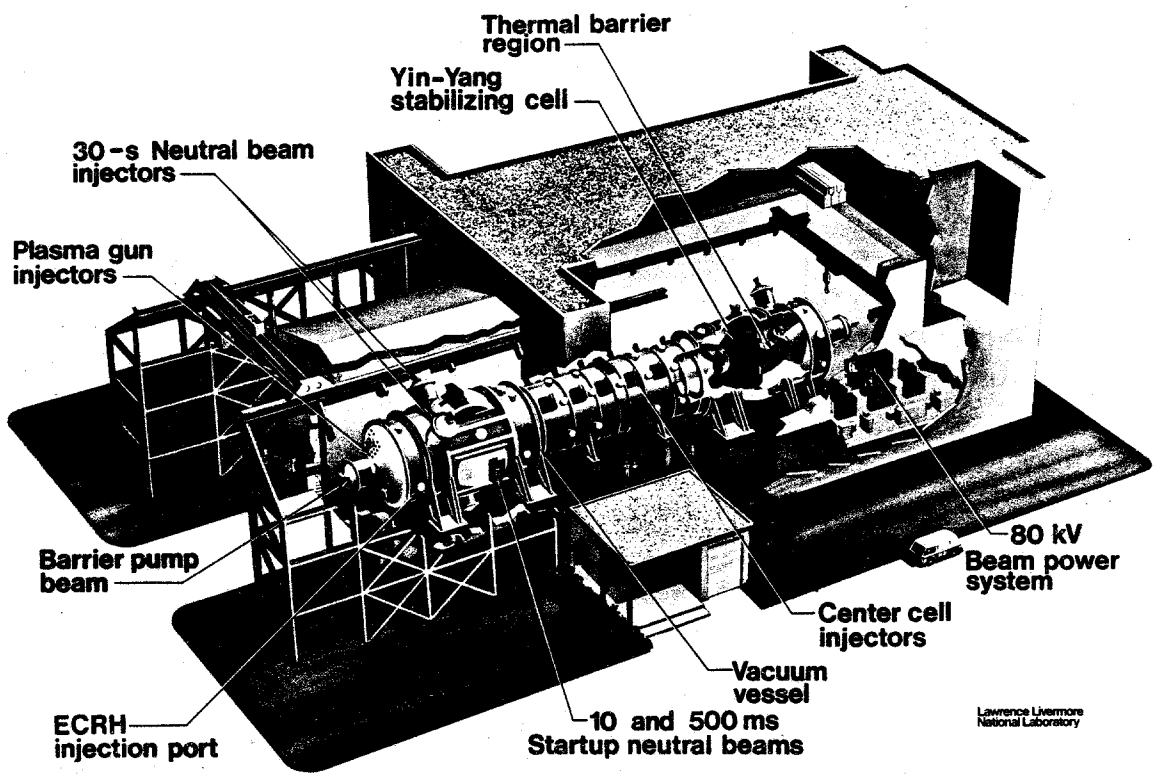 Thermal barrier
region
Yin-Yang
stabilizing cell
30-s Neutral beam
injectors
Plasma gun
injectors
Barrier pump
beam
80 kV
Beam power
system
Center cell
injectors
Vacuum
vessel
10 and 500 ms
Startup neutral beams
ECRH
injection port
Lawrence Livermore
National Laboratory